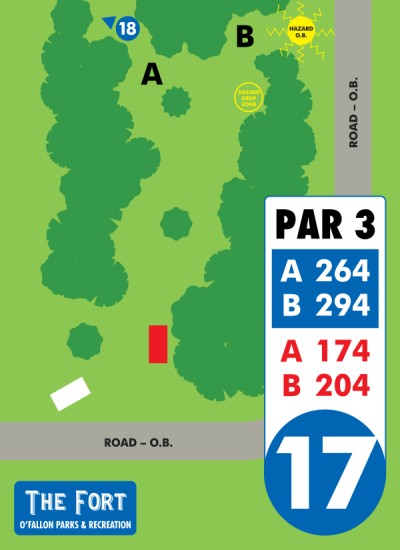 18
B
HAZARD
O.B.
A
HAZARD
DROP
ZONE
ROAD – O.B.
PAR 3
A 264
B 294
A 174
B 204
17
ROAD – O.B.
THE FORT
O'FALLON PARKS & RECREATION